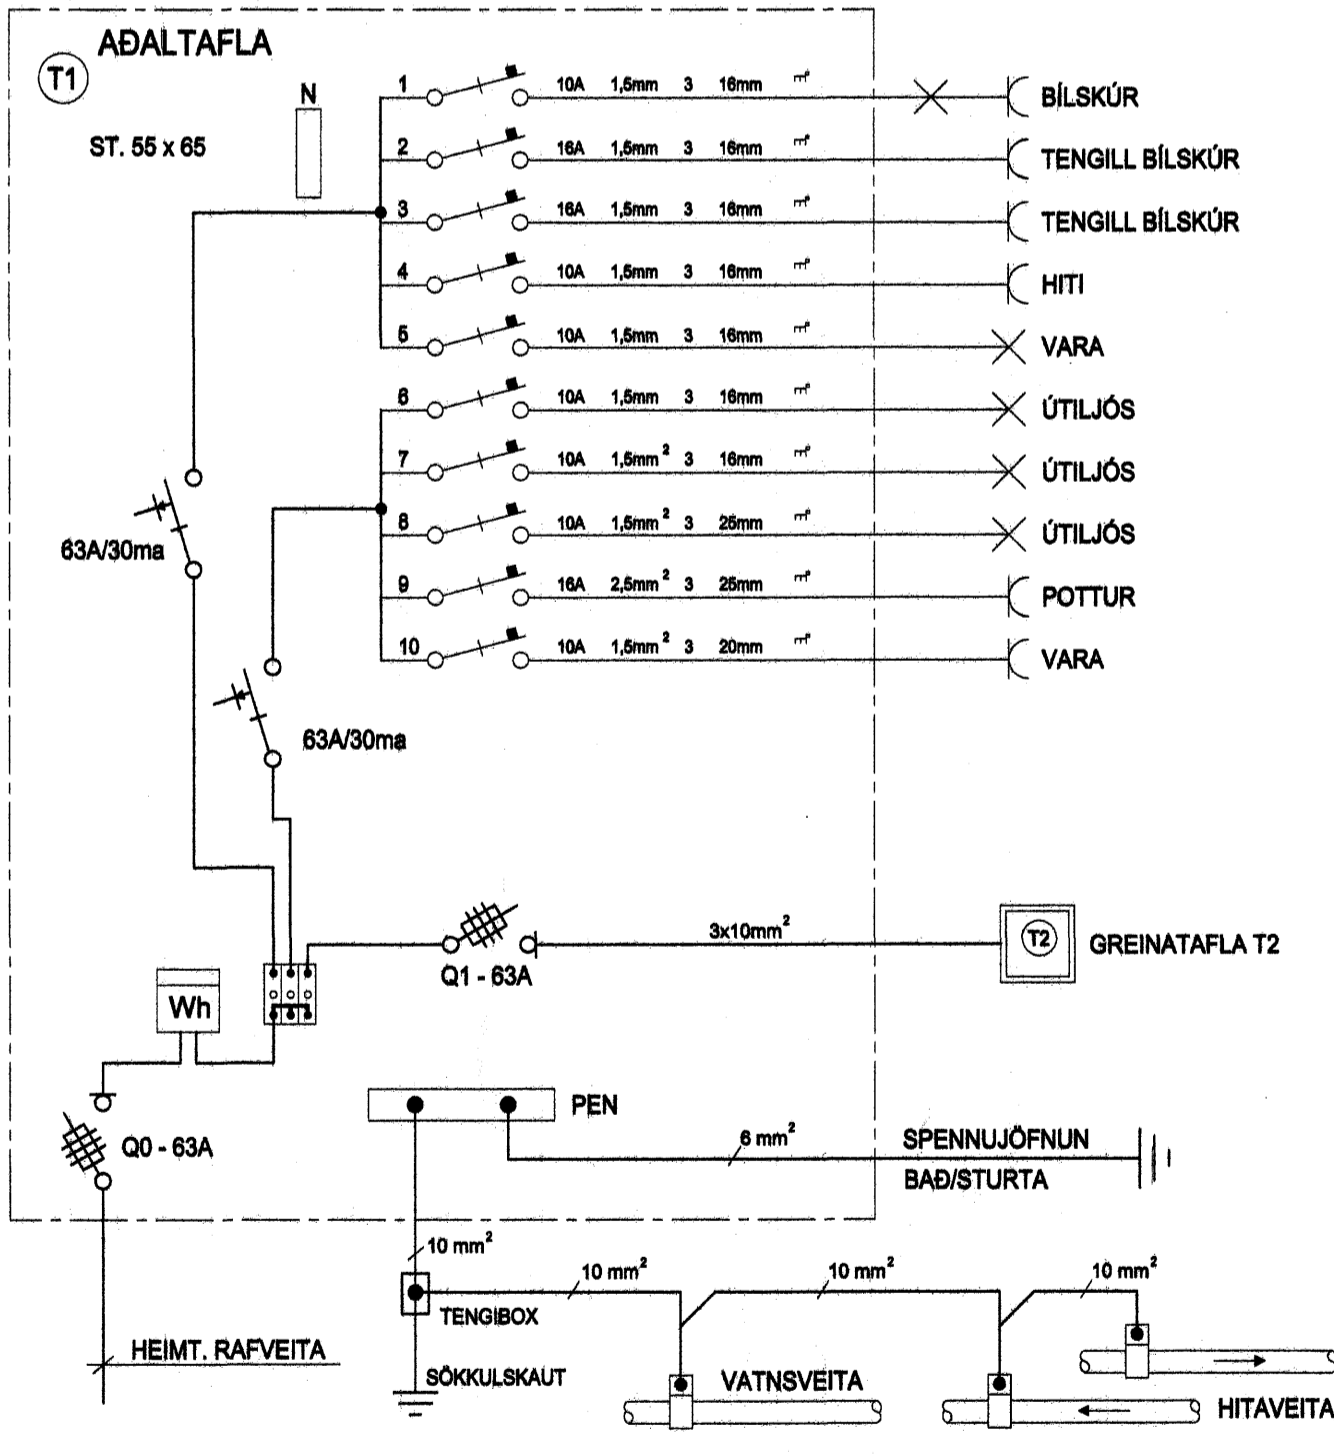 AÐALTAFLA
T1
N
ST. 55 x 65
1 10A 1,5mm 3 16mm BÍLSKÚR
2 16A 1,5mm 3 16mm TENGILL BÍLSKÚR
3 16A 1,5mm 3 16mm TENGILL BÍLSKÚR
4 10A 1,5mm 3 16mm HITI
5 10A 1,5mm 3 16mm VARA
6 10A 1,5mm 3 16mm ÚTILJÓS
7 10A 1,5mm² 3 16mm ÚTILJÓS
8 10A 1,5mm² 3 25mm ÚTILJÓS
9 16A 2,5mm² 3 25mm POTTUR
10 10A 1,5mm² 3 20mm VARA
63A/30ma
63A/30ma
3x10mm²
T2
GREINATAFLA T2
Q1 - 63A
Wh
PEN
Q0 - 63A
6 mm²
SPENNUJÖFNUN
BAÐ/STURTA
10 mm²
10 mm²
10 mm²
10 mm²
TENGIBOX
HEIMT. RAFVEITA
SÖKKULSKAUT
VATNSVEITA
HITAVEITA